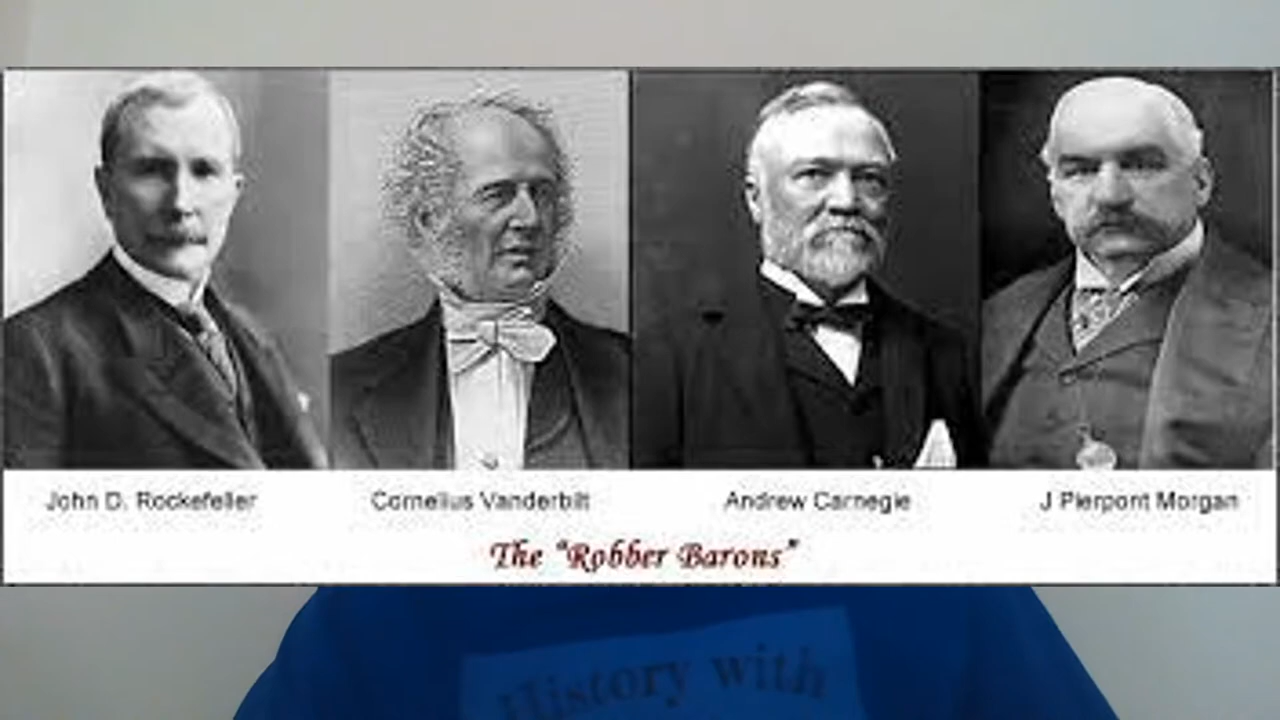 John D. Rockefeller
Cornelius Vanderbilt
Andrew Carnegie
J Pierpont Morgan
The "Robber Barons"
History with